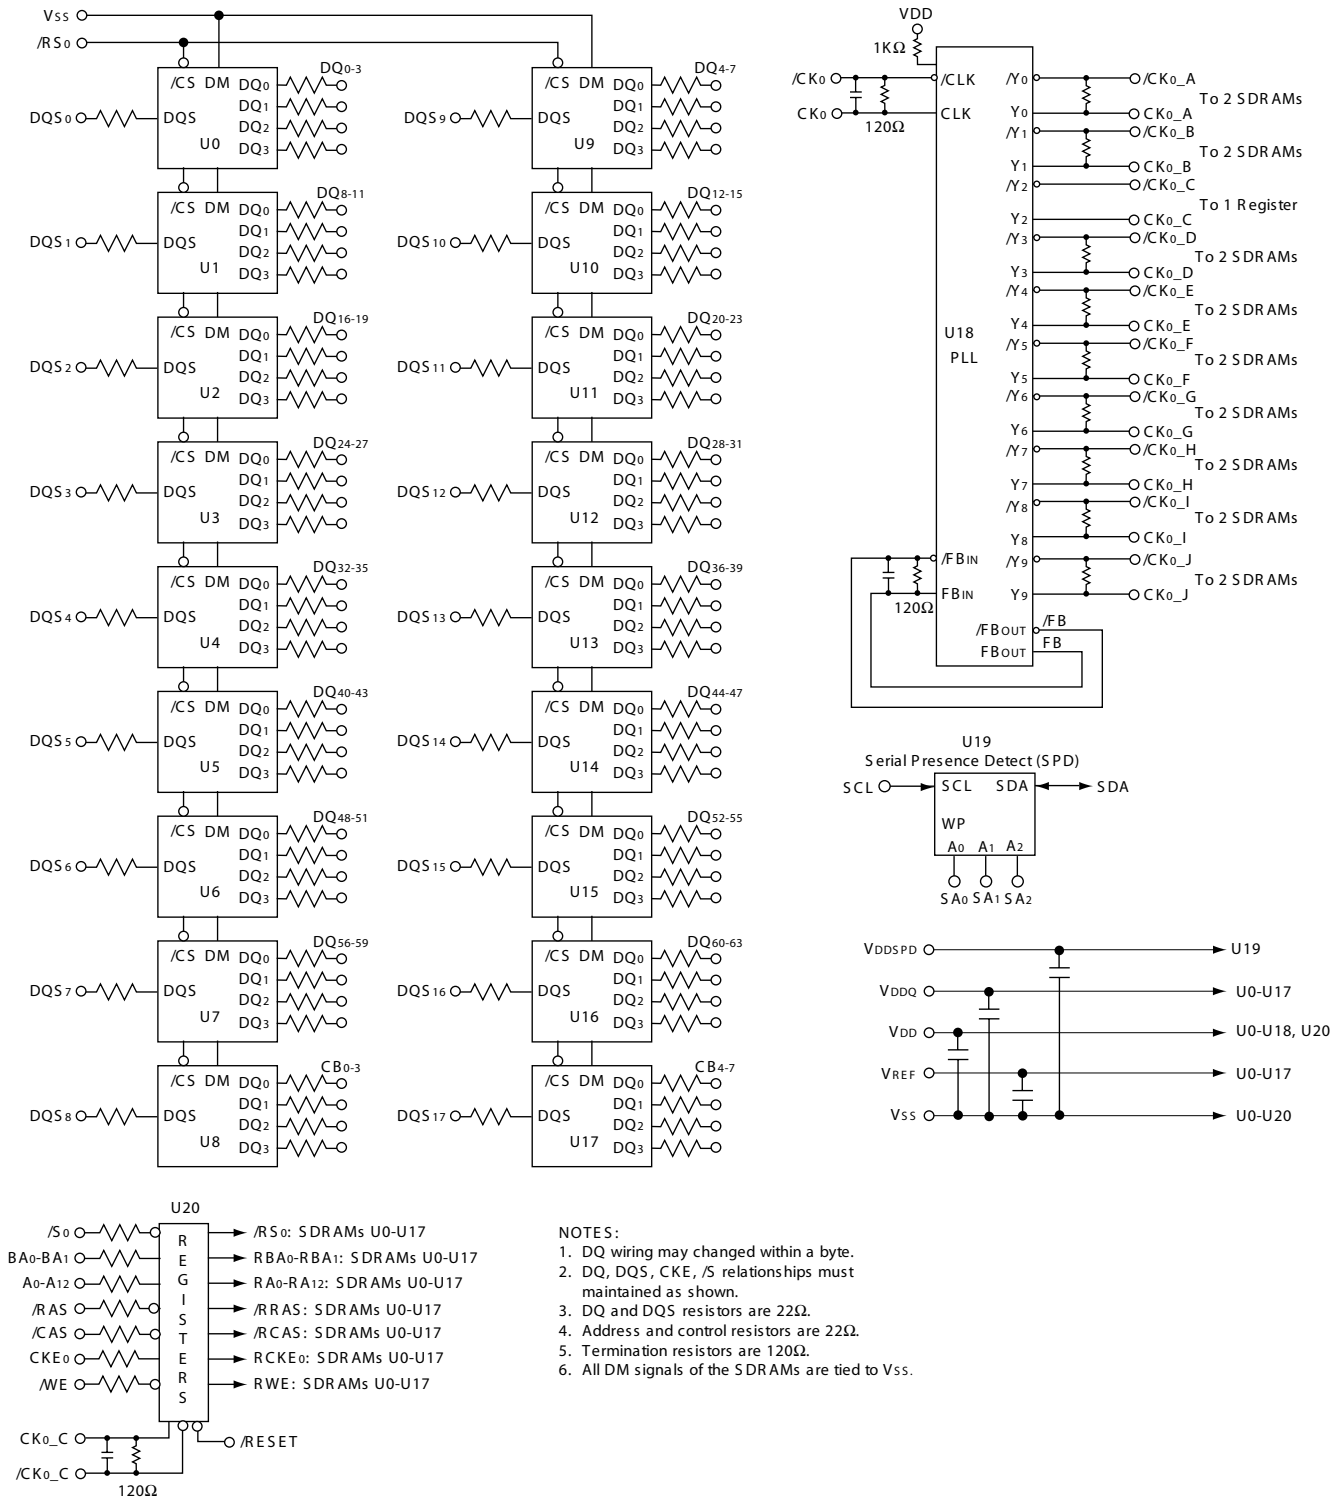 VSS
/RS0
/CS DM DQ0 DQ0-3
DQ1
DQS0 DQS DQ2
U0 DQ3
/CS DM DQ0 DQ8-11
DQ1
DQS1 DQS DQ2
U1 DQ3
/CS DM DQ0 DQ16-19
DQ1
DQS2 DQS DQ2
U2 DQ3
/CS DM DQ0 DQ24-27
DQ1
DQS3 DQS DQ2
U3 DQ3
/CS DM DQ0 DQ32-35
DQ1
DQS4 DQS DQ2
U4 DQ3
/CS DM DQ0 DQ40-43
DQ1
DQS5 DQS DQ2
U5 DQ3
/CS DM DQ0 DQ48-51
DQ1
DQS6 DQS DQ2
U6 DQ3
/CS DM DQ0 DQ56-59
DQ1
DQS7 DQS DQ2
U7 DQ3
/CS DM DQ0 CB0-3
DQ1
DQS8 DQS DQ2
U8 DQ3
/CS DM DQ0 DQ4-7
DQ1
DQS9 DQS DQ2
U9 DQ3
/CS DM DQ0 DQ12-15
DQ1
DQS10 DQS DQ2
U10 DQ3
/CS DM DQ0 DQ20-23
DQ1
DQS11 DQS DQ2
U11 DQ3
/CS DM DQ0 DQ28-31
DQ1
DQS12 DQS DQ2
U12 DQ3
/CS DM DQ0 DQ36-39
DQ1
DQS13 DQS DQ2
U13 DQ3
/CS DM DQ0 DQ44-47
DQ1
DQS14 DQS DQ2
U14 DQ3
/CS DM DQ0 DQ52-55
DQ1
DQS15 DQS DQ2
U15 DQ3
/CS DM DQ0 DQ60-63
DQ1
DQS16 DQS DQ2
U16 DQ3
/CS DM DQ0 CB4-7
DQ1
DQS17 DQS DQ2
U17 DQ3
VDD
1KΩ
/CK0 /CLK
CK0 CLK
120Ω
U18
PLL
/Y0 /CK0_A
To 2 SDRAMs
Y0 CK0_A
/Y1 /CK0_B
To 2 SDRAMs
Y1 CK0_B
/Y2 /CK0_C
To 1 Register
Y2 CK0_C
/Y3 /CK0_D
To 2 SDRAMs
Y3 CK0_D
/Y4 /CK0_E
To 2 SDRAMs
Y4 CK0_E
/Y5 /CK0_F
To 2 SDRAMs
Y5 CK0_F
/Y6 /CK0_G
To 2 SDRAMs
Y6 CK0_G
/Y7 /CK0_H
To 2 SDRAMs
Y7 CK0_H
/Y8 /CK0_I
To 2 SDRAMs
Y8 CK0_I
/Y9 /CK0_J
To 2 SDRAMs
Y9 CK0_J
/FBIN
FBIN
120Ω
/FBOUT /FB
FBOUT FB
U19
Serial Presence Detect (SPD)
SCL SCL SDA SDA
WP
A0 A1 A2
SA0 SA1 SA2
VDDSPD U19
VDDQ U0-U17
VDD U0-U18, U20
VREF U0-U17
VSS U0-U20
U20
REGISTERS
/S0 /RS0: SDRAMs U0-U17
BA0-BA1 RBA0-RBA1: SDRAMs U0-U17
A0-A12 RA0-RA12: SDRAMs U0-U17
/RAS /RRAS: SDRAMs U0-U17
/CAS /RCAS: SDRAMs U0-U17
CKE0 RCKE0: SDRAMs U0-U17
/WE RWE: SDRAMs U0-U17
CK0_C
/RESET
/CK0_C
120Ω
NOTES:
1. DQ wiring may changed within a byte.
2. DQ, DQS, CKE, /S relationships must
maintained as shown.
3. DQ and DQS resistors are 22Ω.
4. Address and control resistors are 22Ω.
5. Termination resistors are 120Ω.
6. All DM signals of the SDRAMs are tied to VSS.